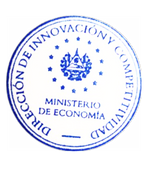 DIRECCIÓN DE INNOVACIÓN Y COMPETITIVIDAD
MINISTERIO
DE ECONOMÍA